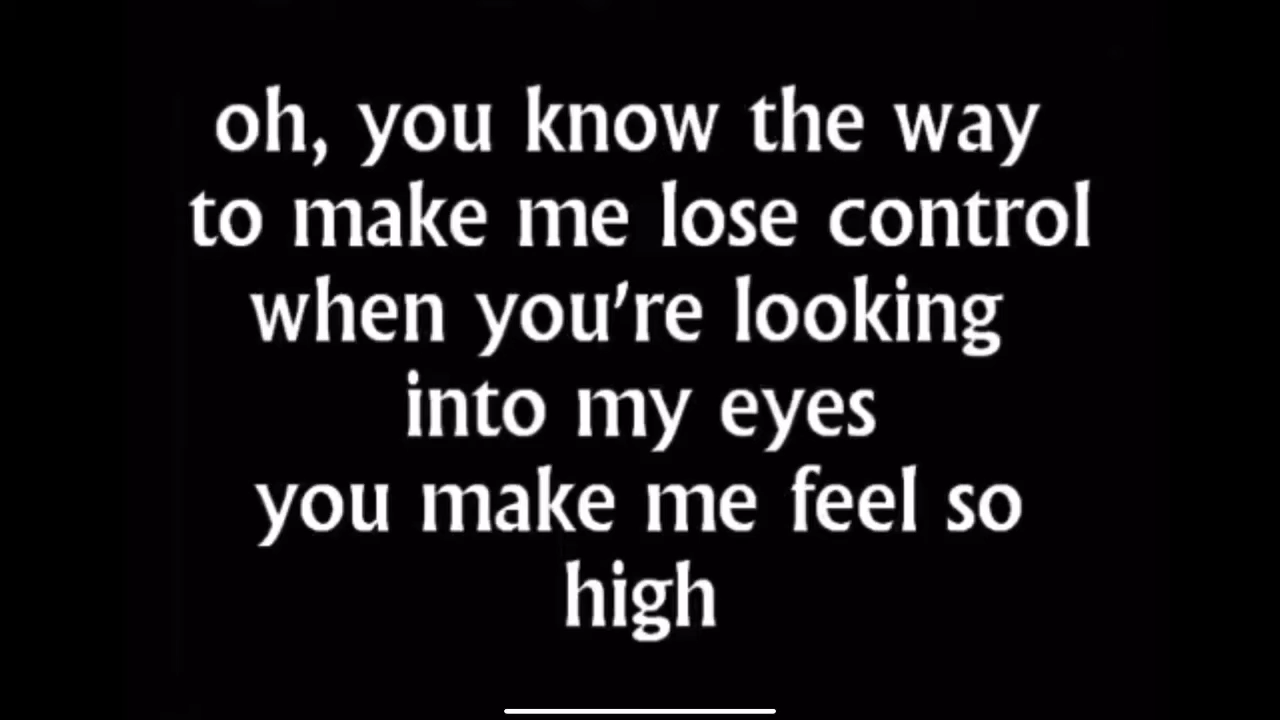 oh, you know the way
to make me lose control
when you're looking
into my eyes
you make me feel so
high